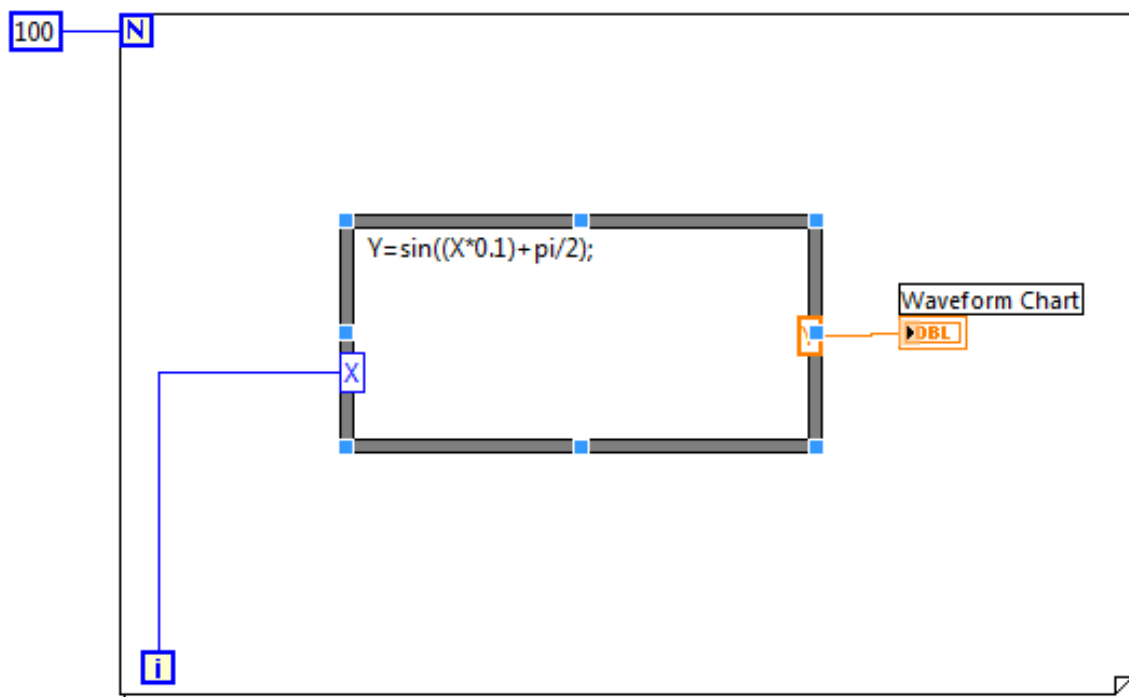 100
N
Y=sin((X*0.1)+pi/2);
Waveform Chart
DBL
X
i